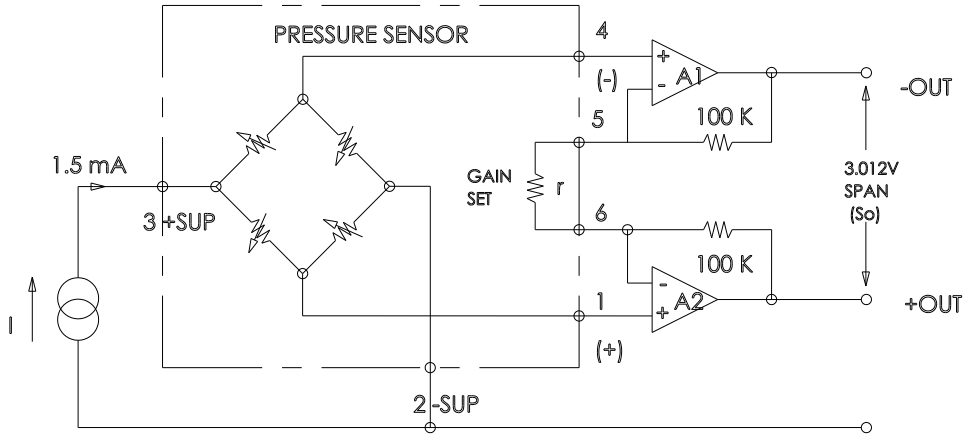 PRESSURE SENSOR
4
(-)
+
-
A1
-OUT
100 K
5
1.5 mA
GAIN
SET
r
3.012V
SPAN
(So)
3 +SUP
6
100 K
-
+
A2
+OUT
1
(+)
I
2 -SUP